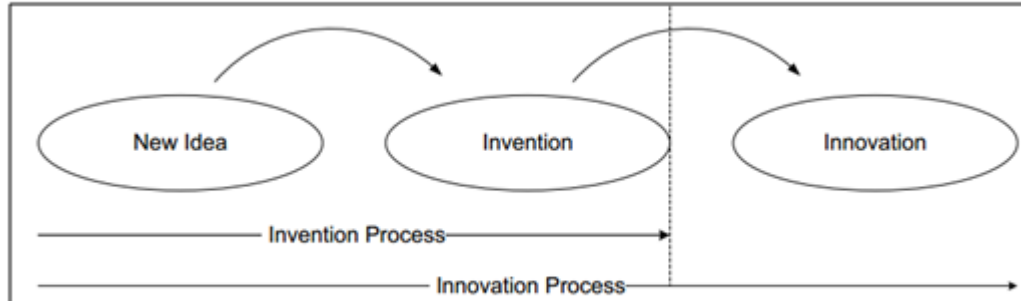 New Idea
Invention
Innovation
Invention Process
Innovation Process